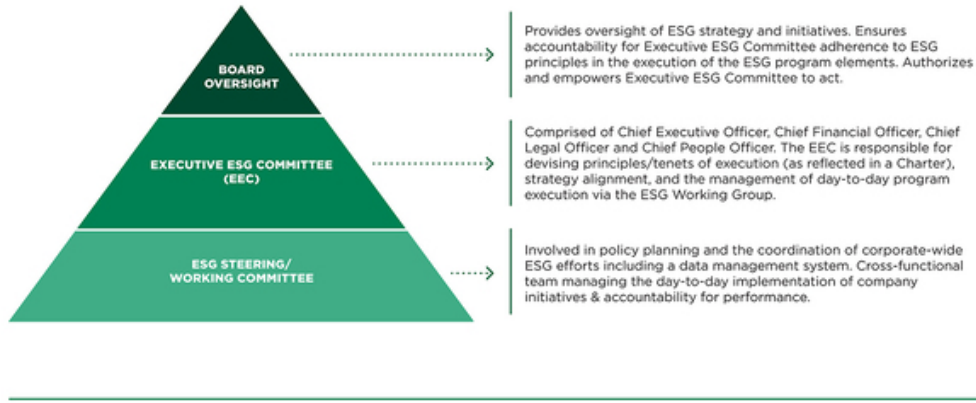 BOARD
OVERSIGHT
Provides oversight of ESG strategy and initiatives. Ensures
accountability for Executive ESG Committee adherence to ESG
principles in the execution of the ESG program elements. Authorizes
and empowers Executive ESG Committee to act.
EXECUTIVE ESG COMMITTEE
(EEC)
Comprised of Chief Executive Officer, Chief Financial Officer, Chief
Legal Officer and Chief People Officer. The EEC is responsible for
devising principles/tenets of execution (as reflected in a Charter),
strategy alignment, and the management of day-to-day program
execution via the ESG Working Group.
ESG STEERING/
WORKING COMMITTEE
Involved in policy planning and the coordination of corporate-wide
ESG efforts including a data management system. Cross-functional
team managing the day-to-day implementation of company
initiatives & accountability for performance.